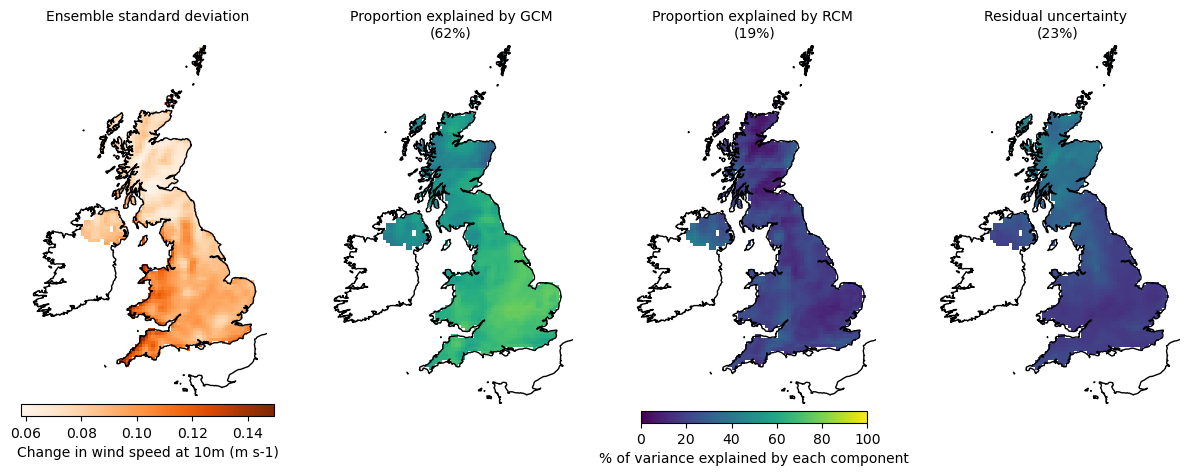 Ensemble standard deviation
Proportion explained by GCM
(62%)
Proportion explained by RCM
(19%)
Residual uncertainty
(23%)
0.06 0.08 0.10 0.12 0.14
Change in wind speed at 10m (m s-1)
0 20 40 60 80 100
% of variance explained by each component